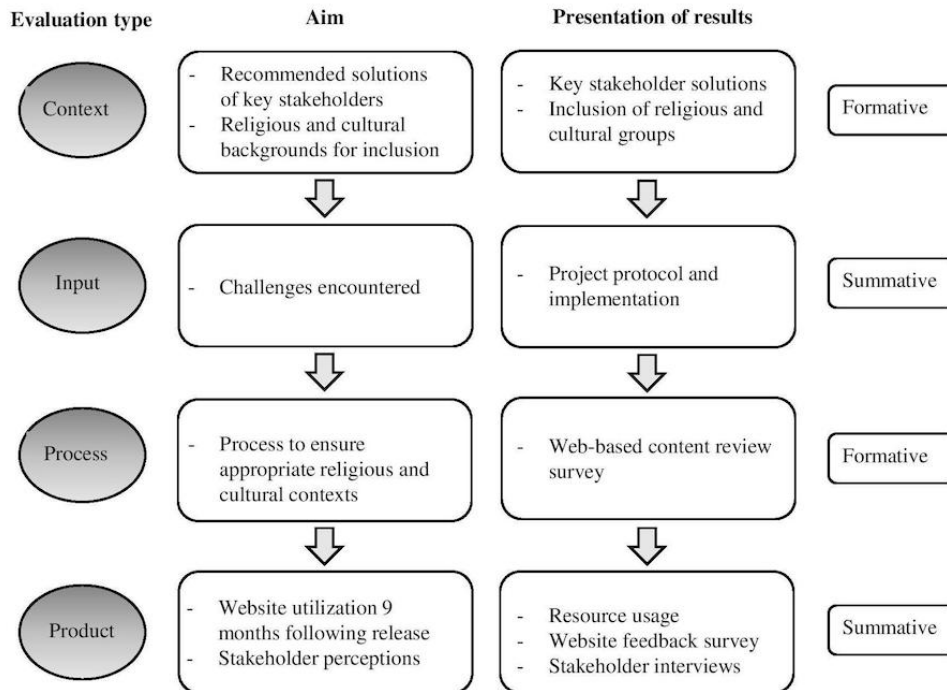 Evaluation type Aim Presentation of results
Context
- Recommended solutions
of key stakeholders
- Religious and cultural
backgrounds for inclusion
- Key stakeholder solutions
- Inclusion of religious and
cultural groups
Formative
Input
- Challenges encountered
- Project protocol and
implementation
Summative
Process
- Process to ensure
appropriate religious and
cultural contexts
- Web-based content review
survey
Formative
Product
- Website utilization 9
months following release
- Stakeholder perceptions
- Resource usage
- Website feedback survey
- Stakeholder interviews
Summative